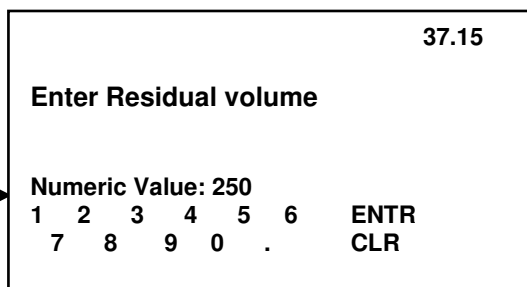 37.15
Enter Residual volume
Numeric Value: 250
1 2 3 4 5 6 ENTR
7 8 9 0 . CLR